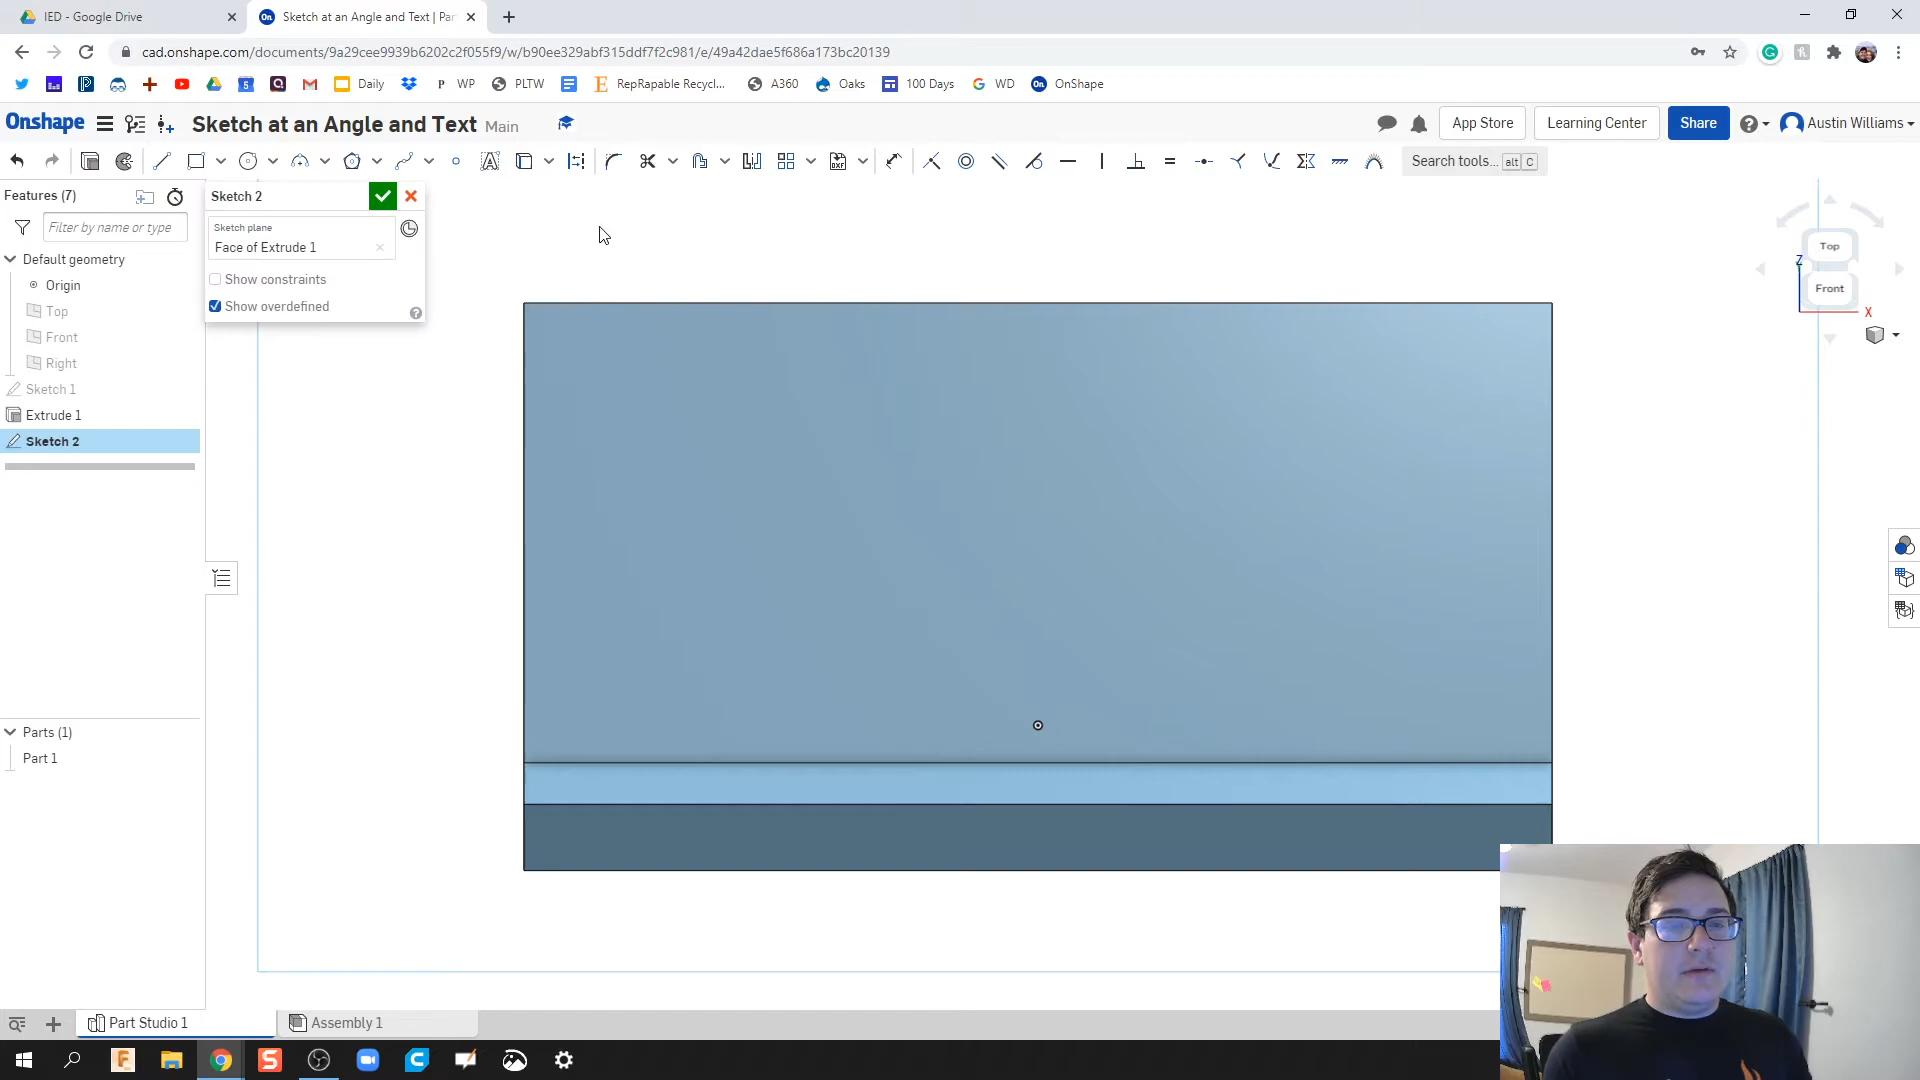 IED - Google Drive
On
Sketch at an Angle and Text | Par
cad.onshape.com/documents/9a29cee9939b6202c2f055f9/w/b90ee329abf315ddf7f2c981/e/49a42dae5f686a173bc20139
5
Daily
P WP
PLTW
RepRapable Recycl...
A360
Oaks
100 Days
WD
On OnShape
Onshape
Sketch at an Angle and Text Main
App Store
Learning Center
Share
Austin Williams
DXF
Search tools... alt C
Features (7)
Filter by name or type
Default geometry
Origin
Top
Front
Right
Sketch 1
Extrude 1
Sketch 2
Sketch 2
Sketch plane
Face of Extrude 1
Show constraints
Show overdefined
Top
Front
Z
X
Parts (1)
Part 1
Part Studio 1
Assembly 1
F
S
C